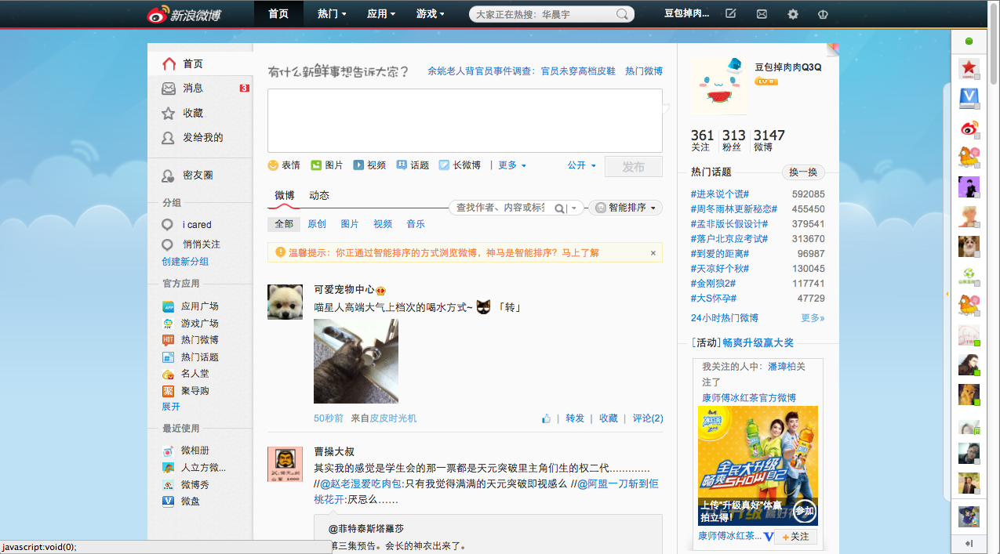 新浪微博
首页
热门
应用
游戏
大家正在热搜：华晨宇
豆包掉肉...
首页
消息
3
收藏
发给我的
密友圈
分组
i cared
悄悄关注
创建新分组
官方应用
应用广场
游戏广场
热门微博
热门话题
名人堂
聚导购
展开
最近使用
微相册
人立方微...
微博秀
微盘
有什么新鲜事想告诉大家？
余姚老人背官员事件调查：官员未穿高档皮鞋
热门微博
表情
图片
视频
话题
长微博
|
更多
公开
发布
微博
动态
查找作者、内容或标签
智能排序
全部
原创
图片
视频
音乐
温馨提示：你正通过智能排序的方式浏览微博，神马是智能排序？马上了解
×
可爱宠物中心
喵星人高端大气上档次的喝水方式~ 「转」
50秒前 来自皮皮时光机
| 转发 | 收藏 | 评论(2)
曹操大叔
其实我的感觉是学生会的那一票都是天元突破里主角们生的权二代.............
//@赵老湿爱吃肉包:只有我觉得满满的天元突破即视感么 //@阿盟一刀斩到佢
桃花开:厌忌么……
@菲特泰斯塔羅莎
第三集预告。会长的神衣出来了。
豆包掉肉肉Q3Q
361
关注
313
粉丝
3147
微博
热门话题
换一换
#进来说个谎# 592085
#周冬雨林更新秘恋# 455450
#孟非版长假设计# 379541
#落户北京应考试# 313670
#到爱的距离# 96987
#天凉好个秋# 130045
#金刚狼2# 117741
#大S怀孕# 47729
24小时热门微博
更多»
[活动]畅爽升级赢大奖
我关注的人中：潘瑋柏关
注了
康师傅冰红茶官方微博
全民大升级
畅爽SHOW自己
上传"升级真好"体赢
拍立得！
参加
康师傅冰红茶...
+关注
javascript:void(0);